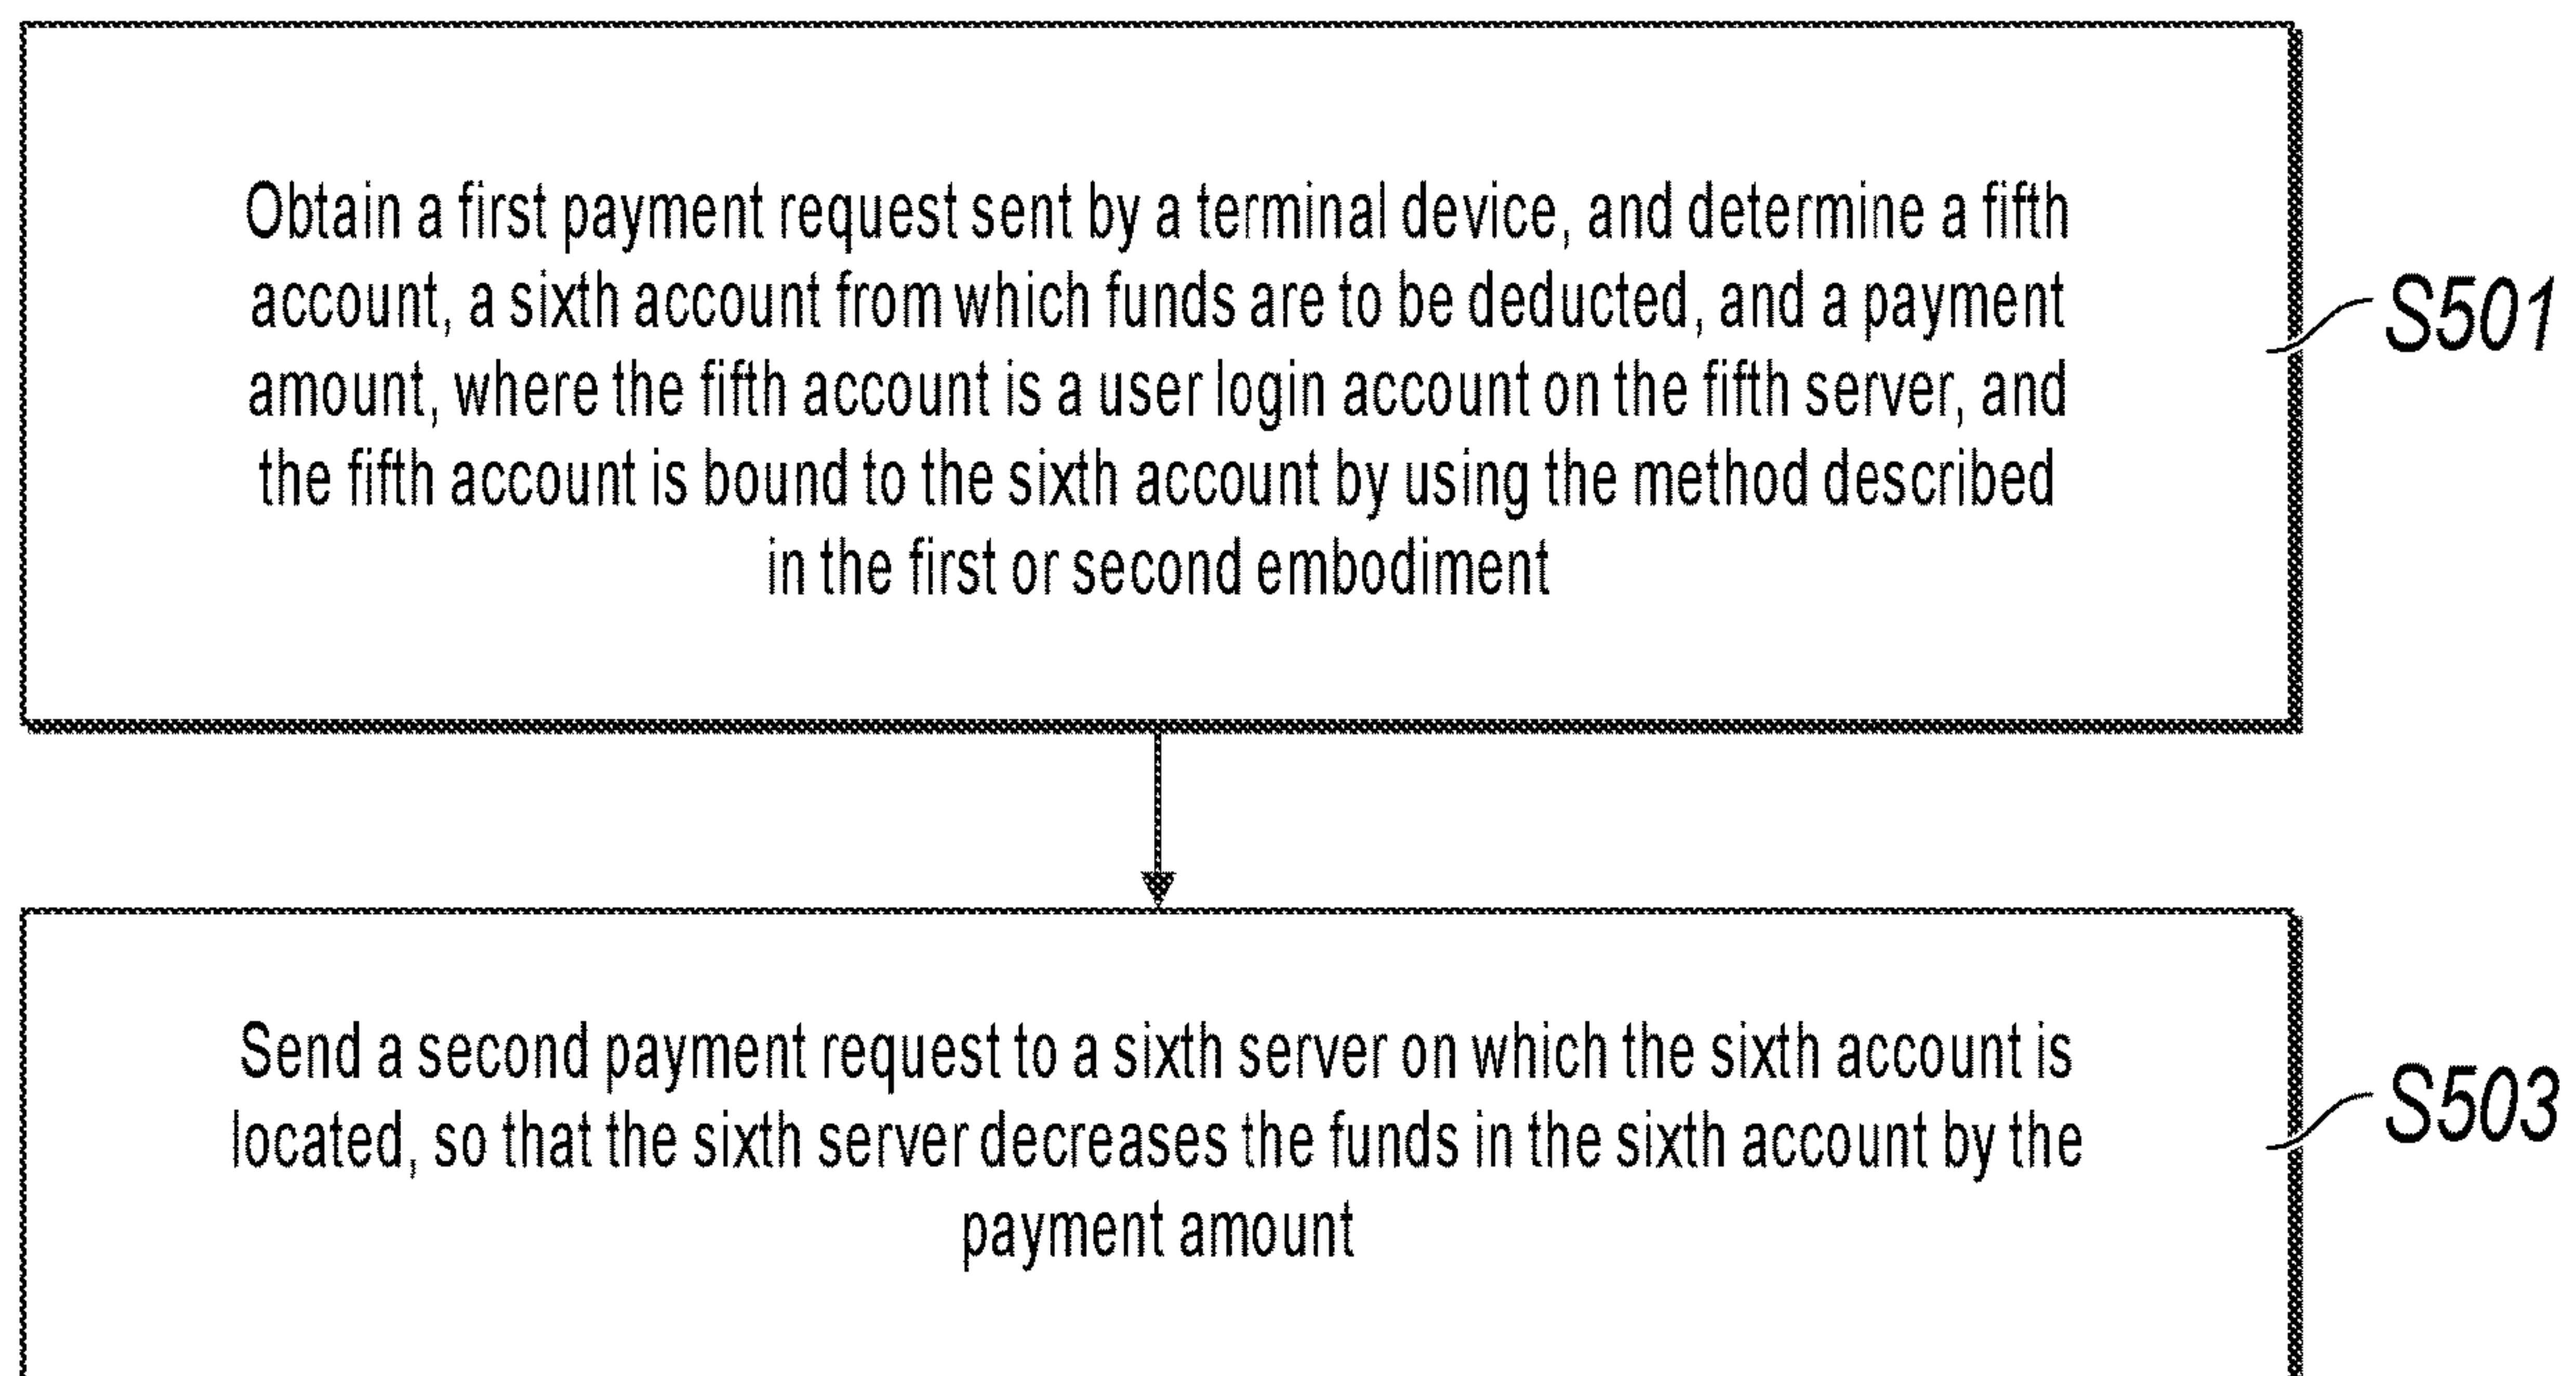 Obtain a first payment request sent by a terminal device, and determine a fifth
account, a sixth account from which funds are to be deducted, and a payment
amount, where the fifth account is a user login account on the fifth server, and
the fifth account is bound to the sixth account by using the method described
in the first or second embodiment
S501
Send a second payment request to a sixth server on which the sixth account is
located, so that the sixth server decreases the funds in the sixth account by the
payment amount
S503